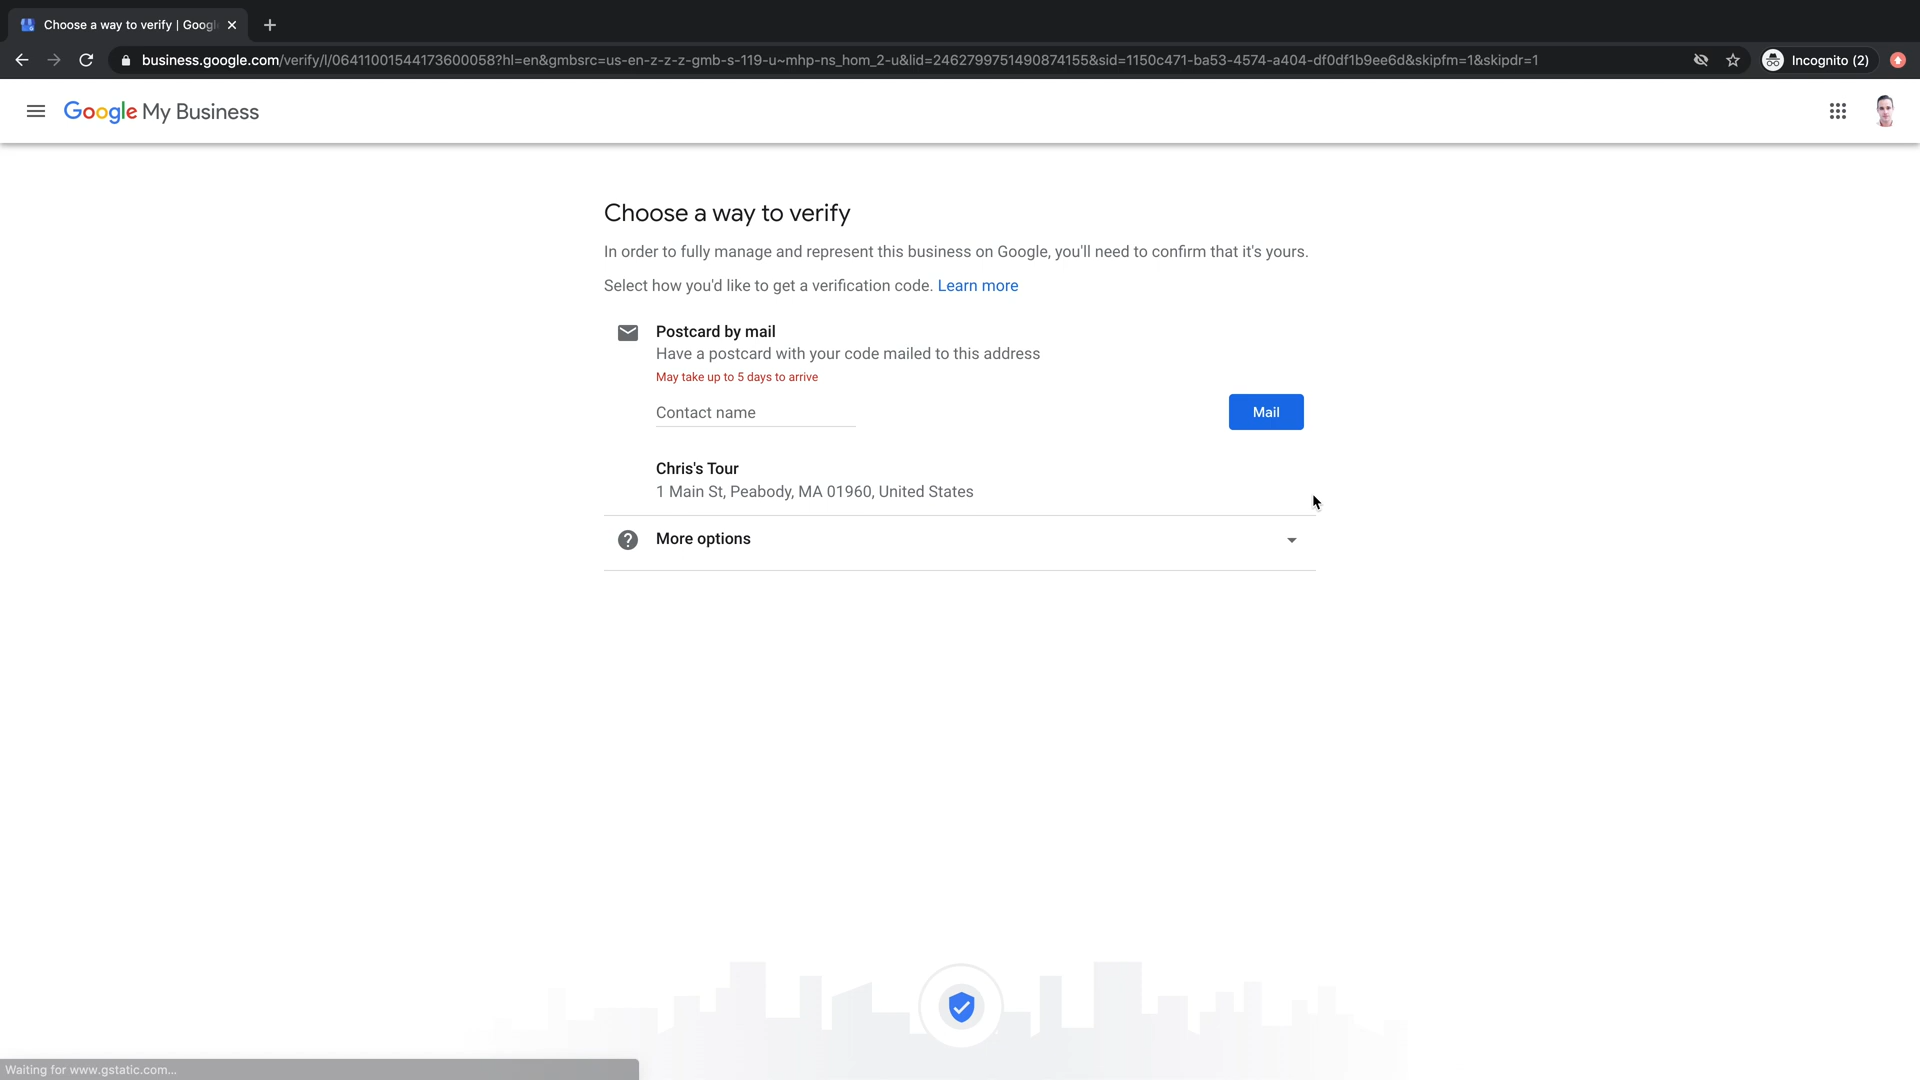 Choose a way to verify | Googl
business.google.com/verify/l/06411001544173600058?hl=en&gmbsrc=us-en-z-z-z-gmb-s-119-u~mhp-ns_hom_2-u&lid=2462799751490874155&sid=1150c471-ba53-4574-a404-df0df1b9ee6d&skipfm=1&skipdr=1
Incognito (2)
Google My Business
Choose a way to verify
In order to fully manage and represent this business on Google, you'll need to confirm that it's yours.
Select how you'd like to get a verification code. Learn more
Postcard by mail
Have a postcard with your code mailed to this address
May take up to 5 days to arrive
Contact name
Mail
Chris's Tour
1 Main St, Peabody, MA 01960, United States
More options
Waiting for www.gstatic.com...